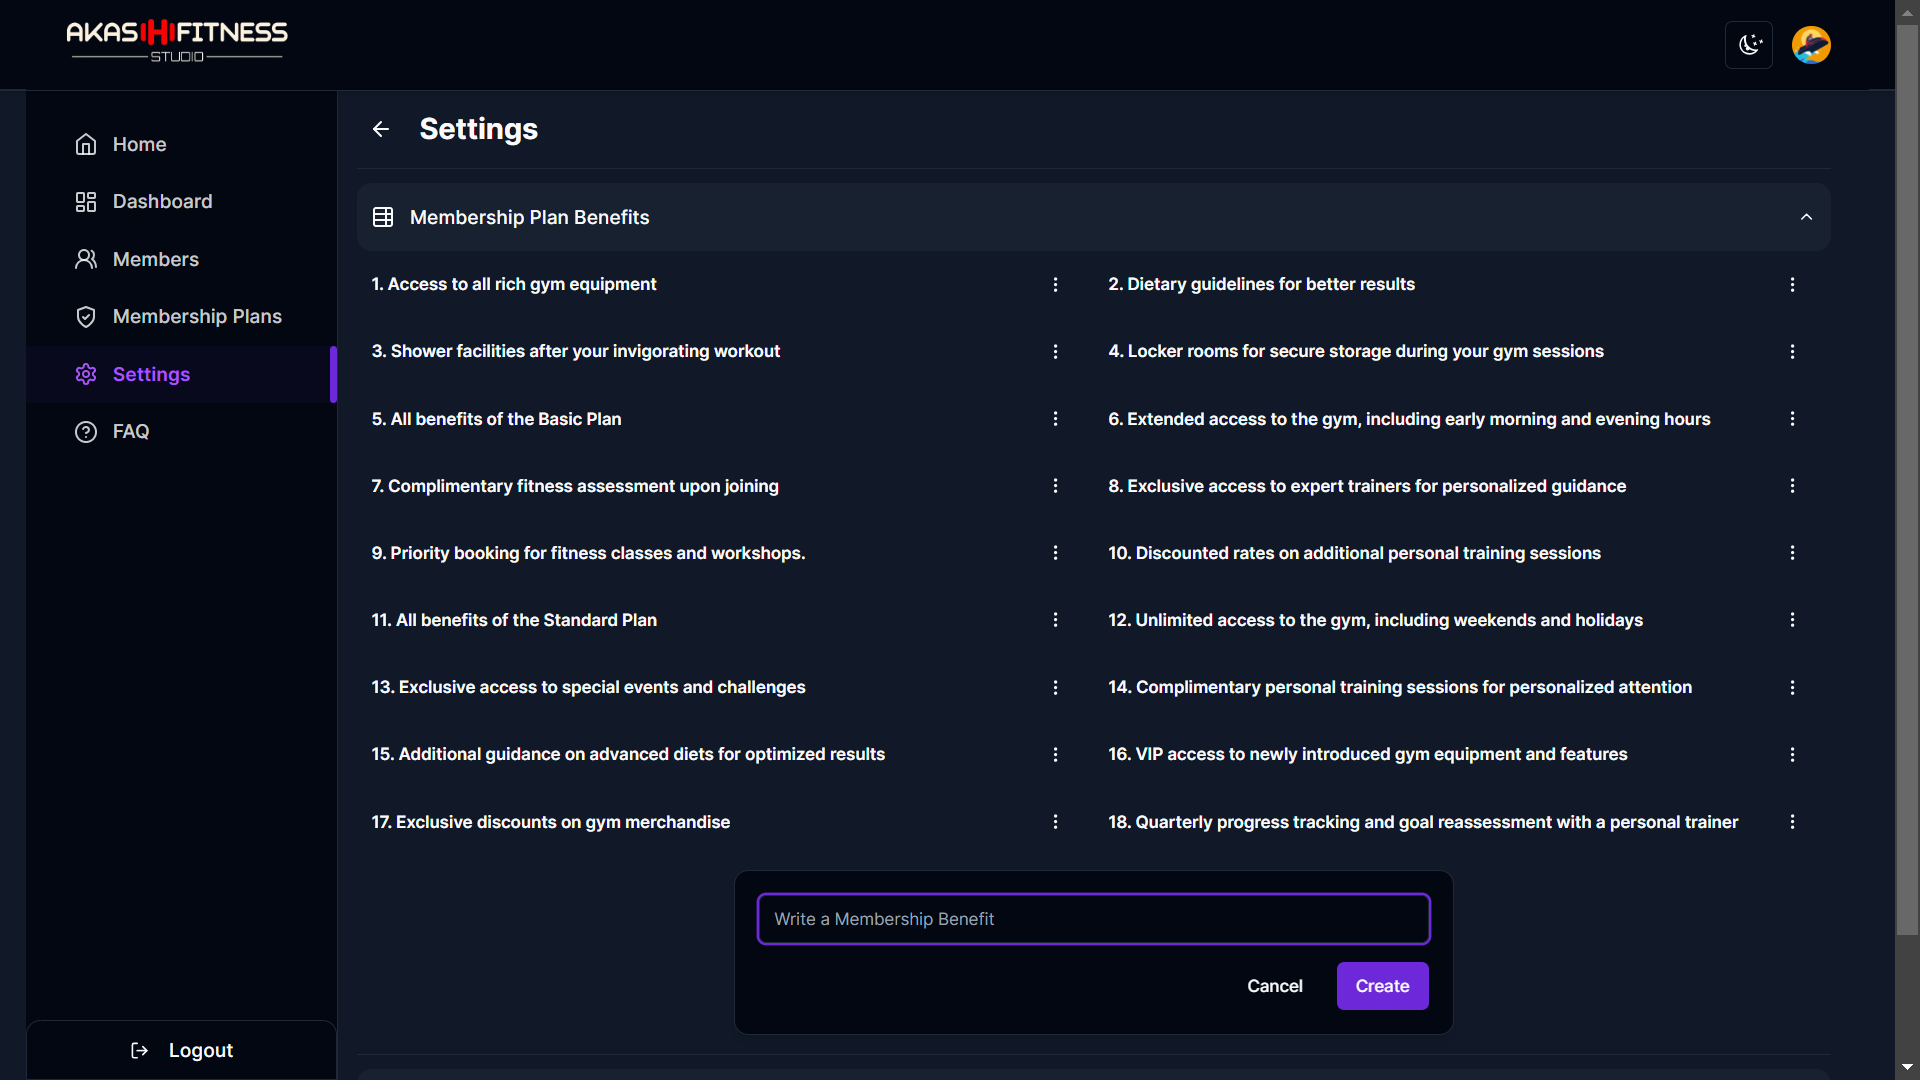 AKASHIFITNESS
STUDIO
Home
Dashboard
Members
Membership Plans
Settings
FAQ
Logout
Settings
Membership Plan Benefits
1. Access to all rich gym equipment
2. Dietary guidelines for better results
3. Shower facilities after your invigorating workout
4. Locker rooms for secure storage during your gym sessions
5. All benefits of the Basic Plan
6. Extended access to the gym, including early morning and evening hours
7. Complimentary fitness assessment upon joining
8. Exclusive access to expert trainers for personalized guidance
9. Priority booking for fitness classes and workshops.
10. Discounted rates on additional personal training sessions
11. All benefits of the Standard Plan
12. Unlimited access to the gym, including weekends and holidays
13. Exclusive access to special events and challenges
14. Complimentary personal training sessions for personalized attention
15. Additional guidance on advanced diets for optimized results
16. VIP access to newly introduced gym equipment and features
17. Exclusive discounts on gym merchandise
18. Quarterly progress tracking and goal reassessment with a personal trainer
Write a Membership Benefit
Cancel
Create